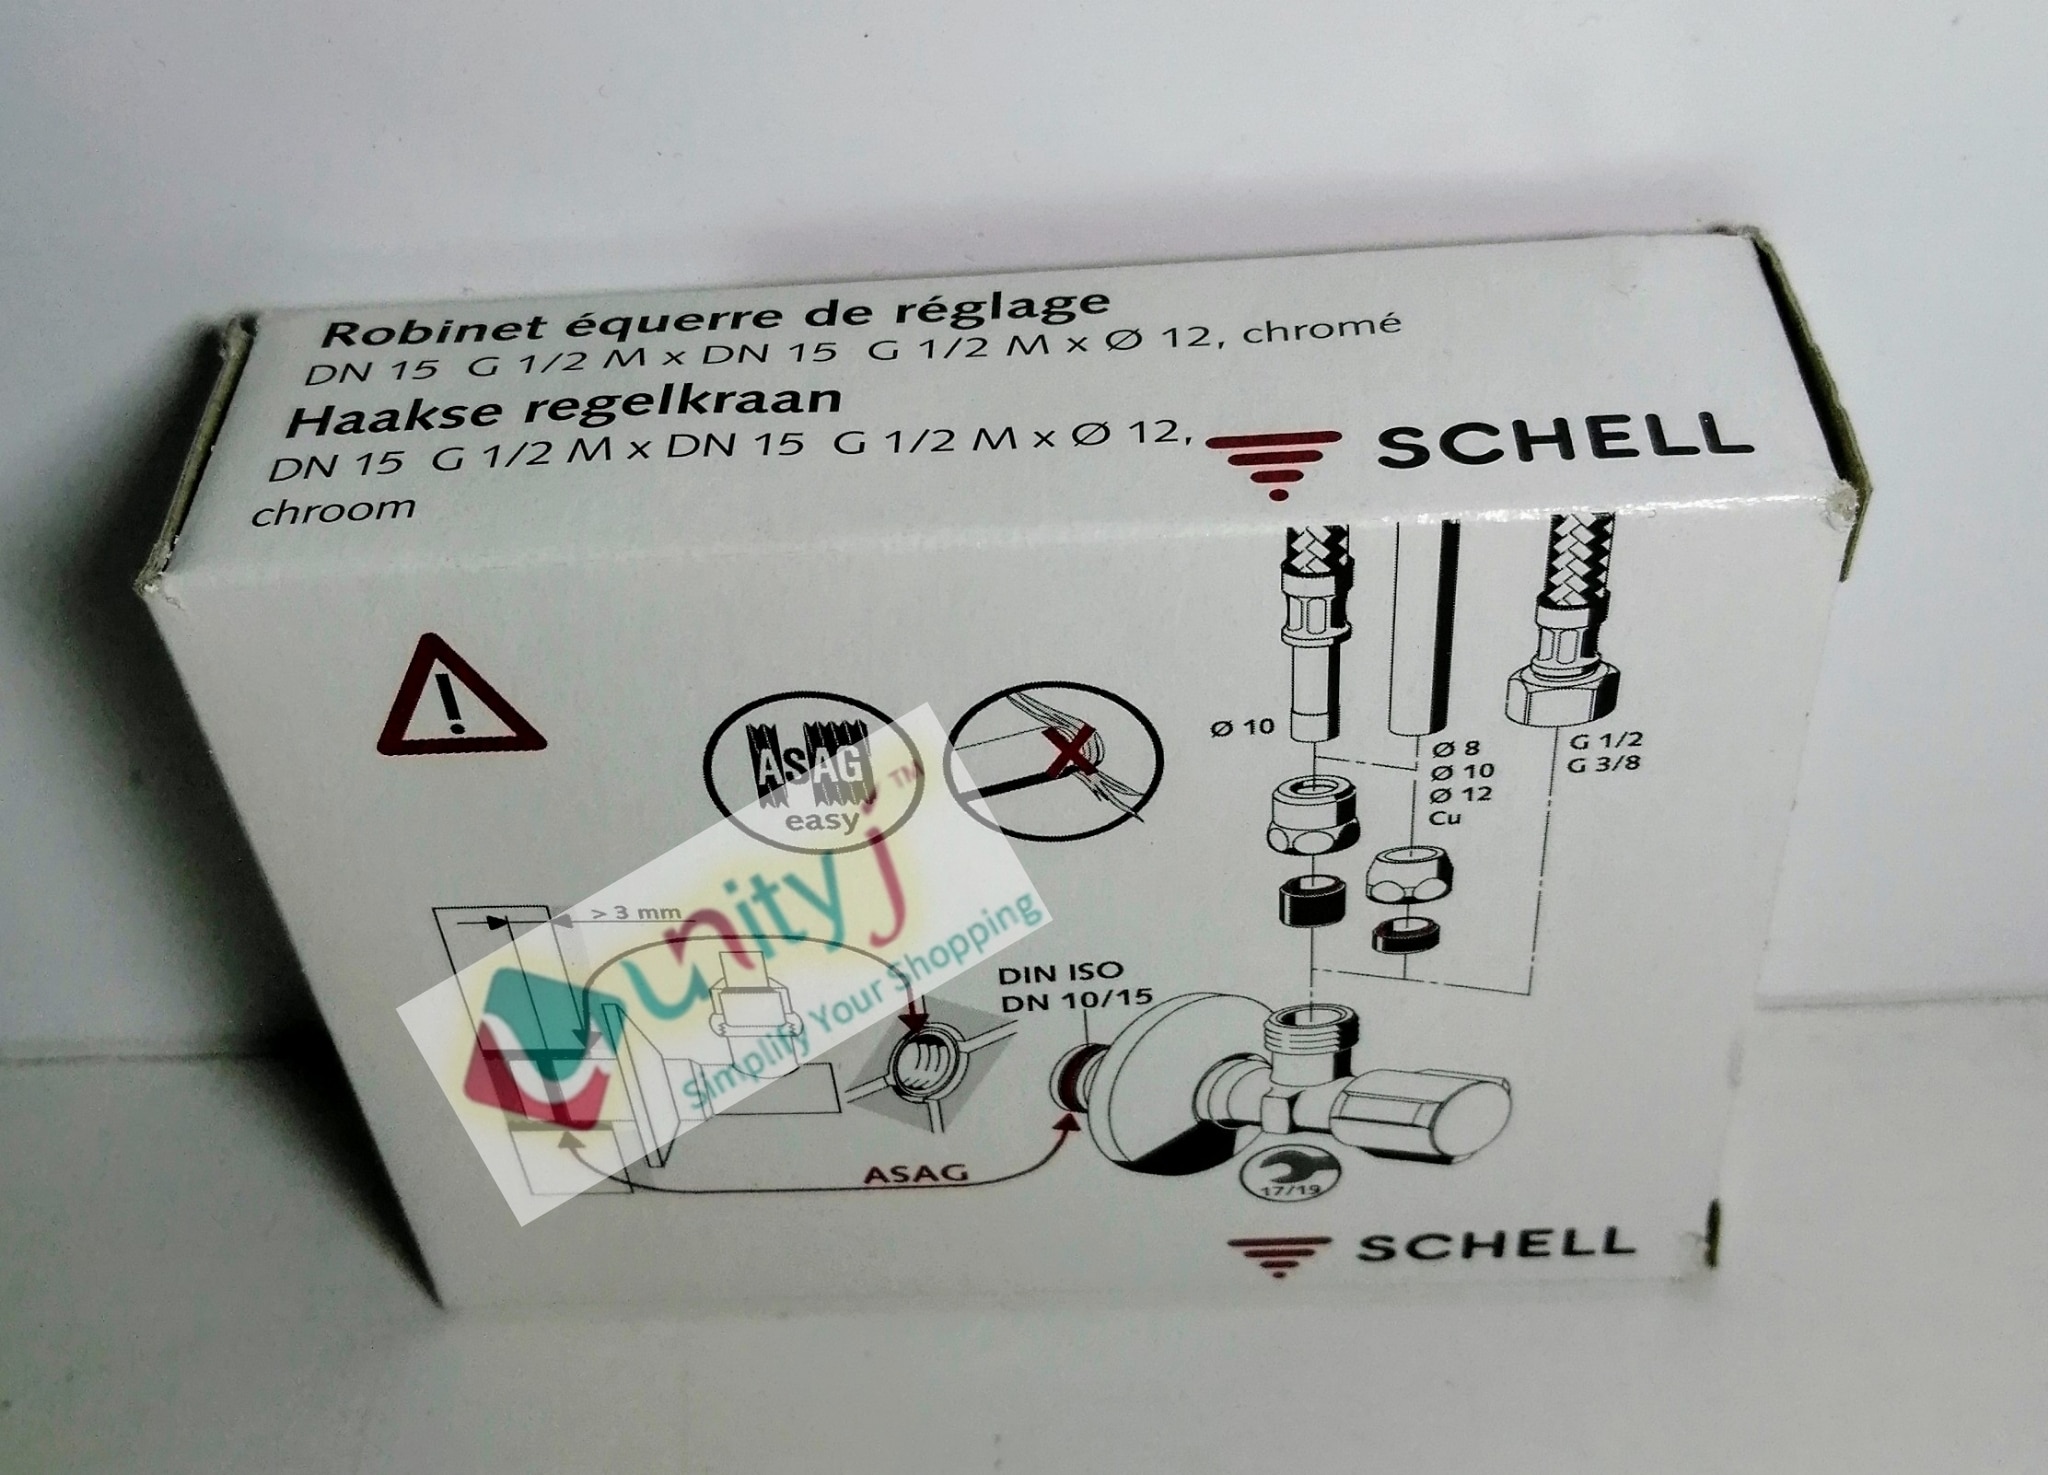 Robinet équerre de réglage
DN 15 G 1/2 M x DN 15 G 1/2 M x Ø 12, chromé
Haakse regelkraan
DN 15 G 1/2 M x DN 15 G 1/2 M x Ø 12,
chroom
SCHELL
!
ASAG
easy
Ø 10
Ø 8
Ø 10
Ø 12
Cu
G 1/2
G 3/8
> 3 mm
unityj™
Simplify Your Shopping
DIN ISO
DN 10/15
ASAG
17/19
SCHELL